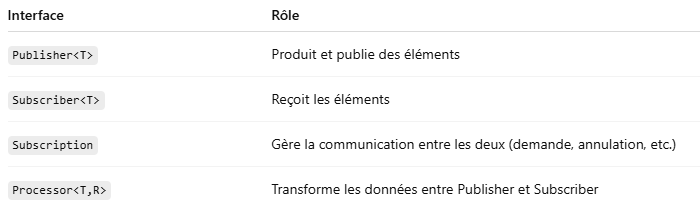 Interface Rôle
Publisher<T> Produit et publie des éléments
Subscriber<T> Reçoit les éléments
Subscription Gère la communication entre les deux (demande, annulation, etc.)
Processor<T,R> Transforme les données entre Publisher et Subscriber